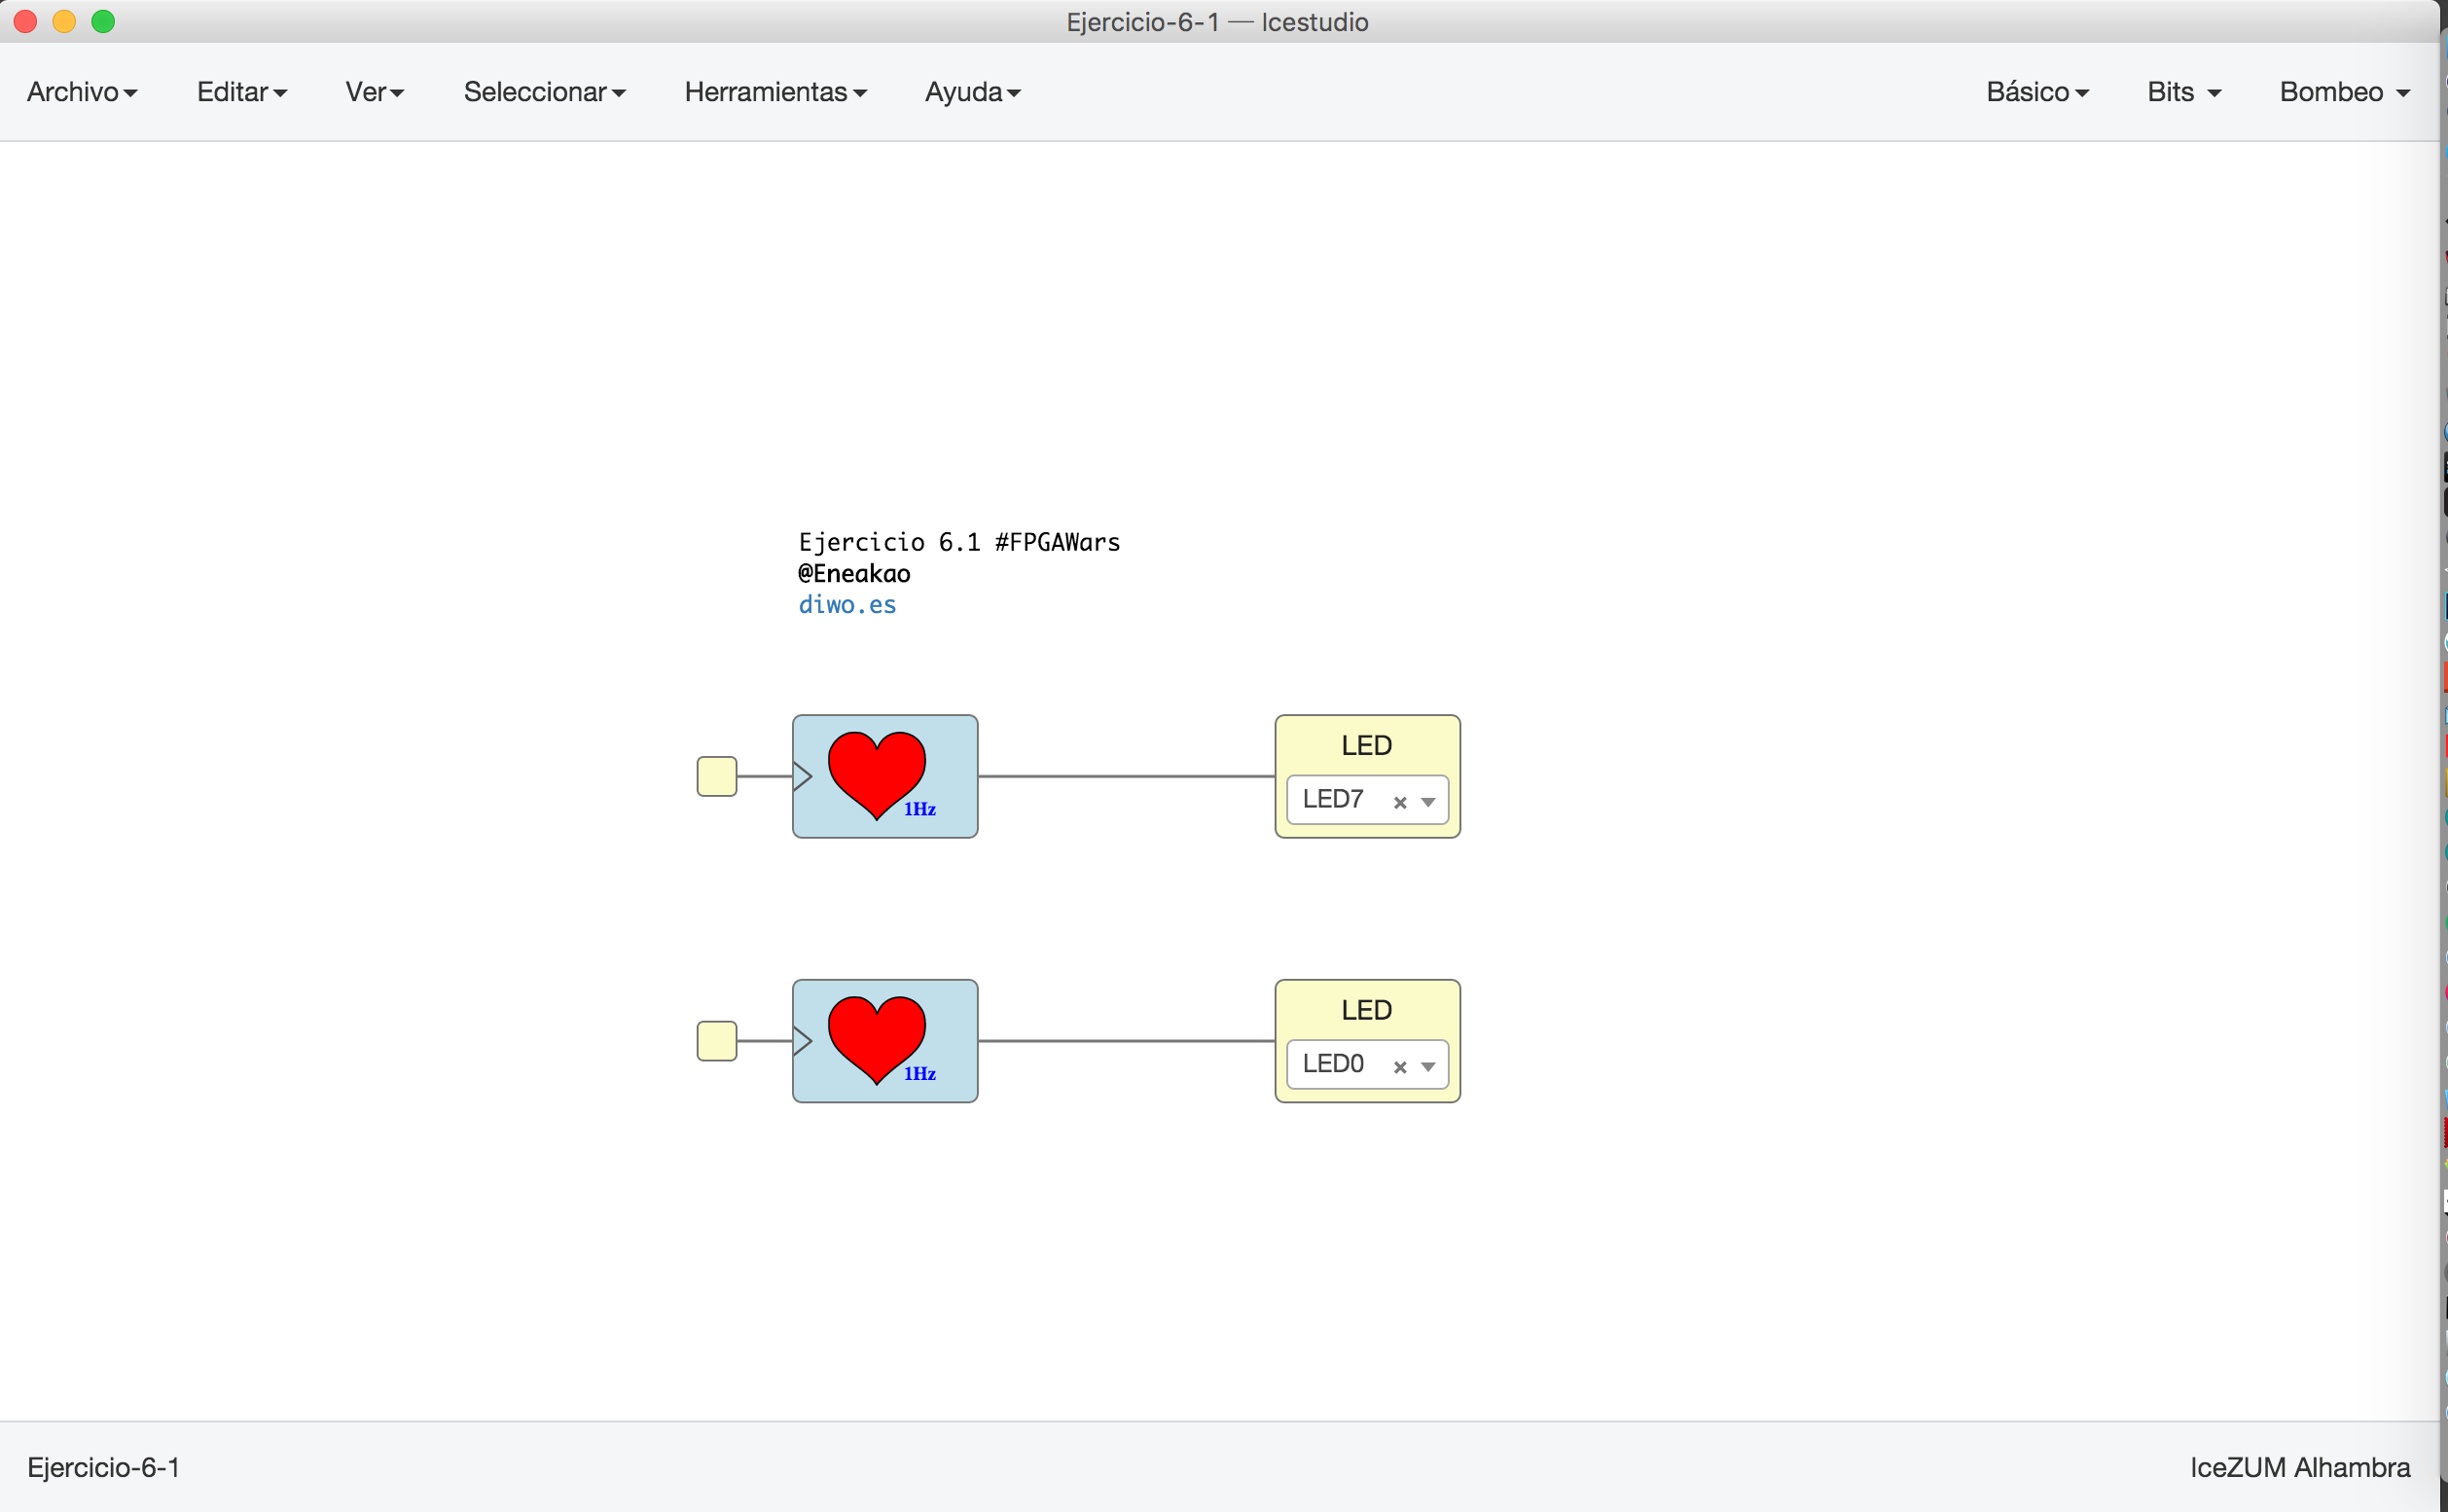 Ejercicio-6-1 — Icestudio
Archivo Editar Ver Seleccionar Herramientas Ayuda Básico Bits Bombeo
Ejercicio 6.1 #FPGAWars
@Eneakao
diwo.es
1Hz
LED
LED7
1Hz
LED
LED0
Ejercicio-6-1 IceZUM Alhambra